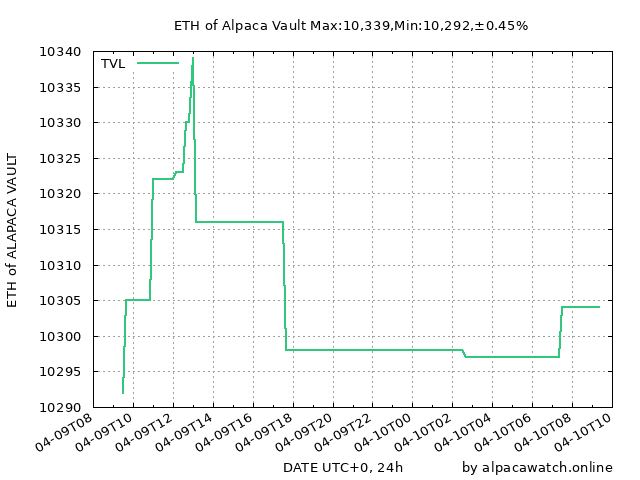 ETH of Alpaca Vault Max:10,339,Min:10,292,±0.45%
TVL
ETH of ALAPACA VAULT
10340
10335
10330
10325
10320
10315
10310
10305
10300
10295
10290
04-09T08
04-09T10
04-09T12
04-09T14
04-09T16
04-09T18
04-09T20
04-09T22
04-10T00
04-10T02
04-10T04
04-10T06
04-10T08
04-10T10
DATE UTC+0, 24h
by alpacawatch.online